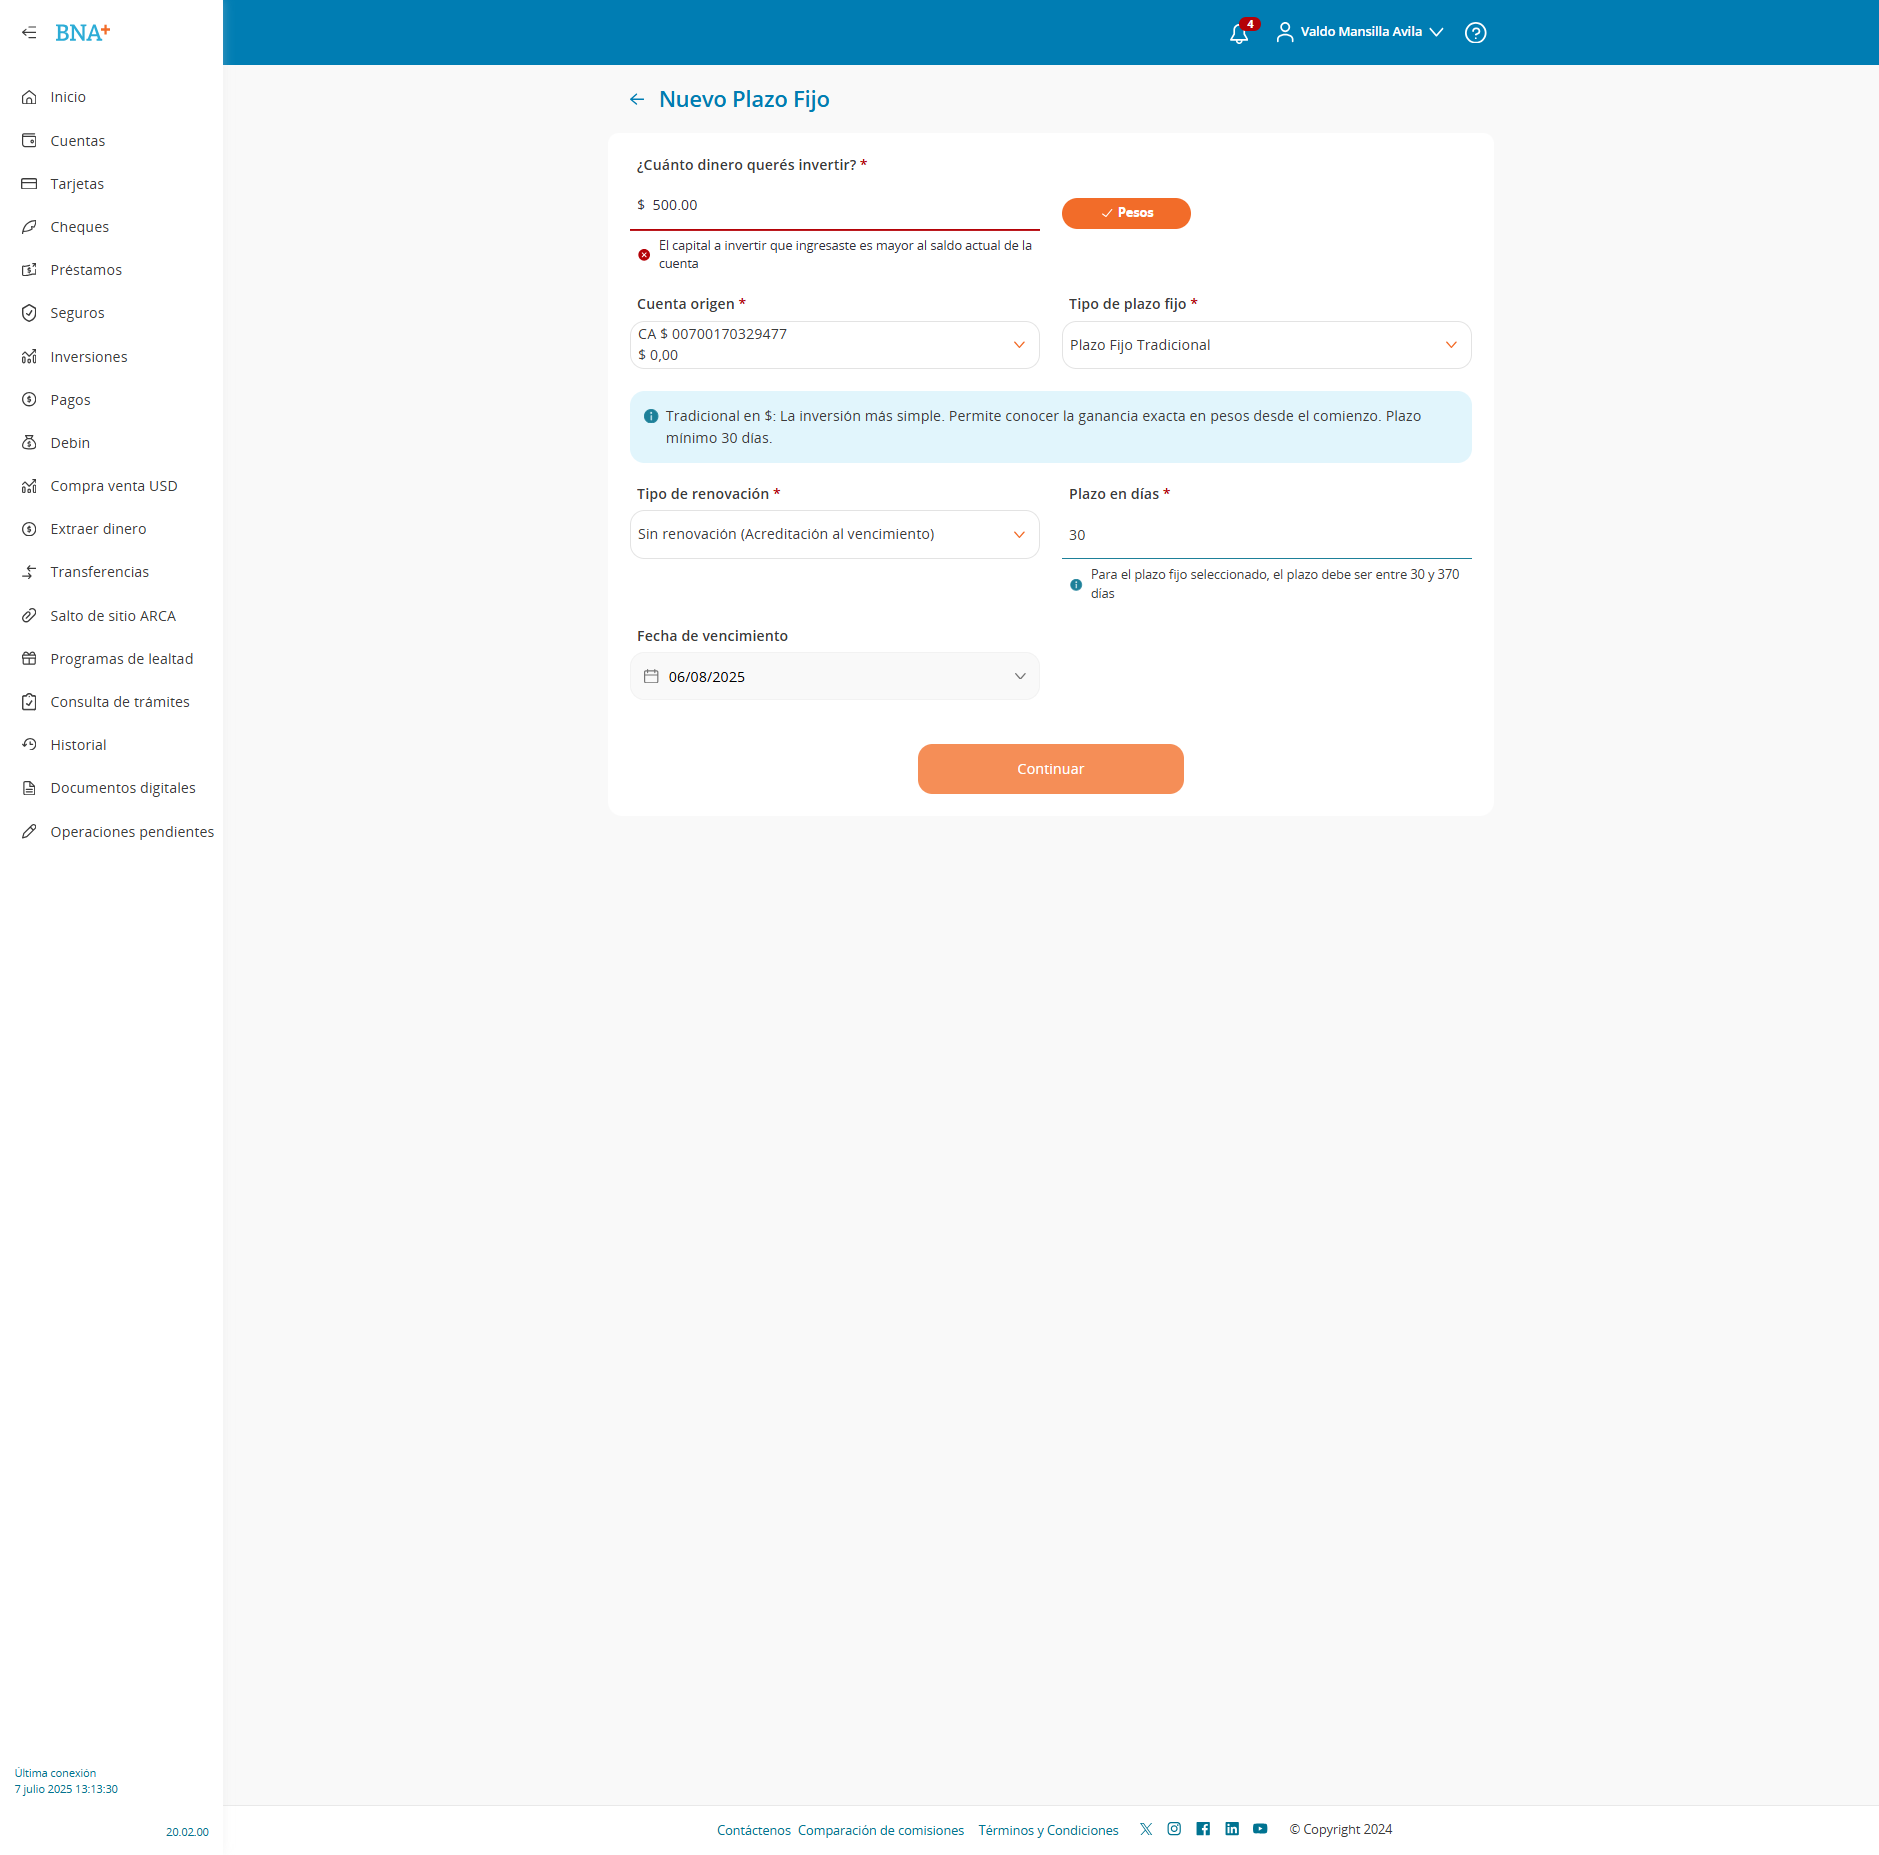 BNA+
4
Valdo Mansilla Avila
Inicio
Cuentas
Tarjetas
Cheques
Préstamos
Seguros
Inversiones
Pagos
Debin
Compra venta USD
Extraer dinero
Transferencias
Salto de sitio ARCA
Programas de lealtad
Consulta de trámites
Historial
Documentos digitales
Operaciones pendientes
Última conexión
7 julio 2025 13:13:30
20.02.00
Nuevo Plazo Fijo
¿Cuánto dinero querés invertir? *
$ 500.00
Pesos
El capital a invertir que ingresaste es mayor al saldo actual de la
cuenta
Cuenta origen *
CA $ 00700170329477
$ 0,00
Tipo de plazo fijo *
Plazo Fijo Tradicional
Tradicional en $: La inversión más simple. Permite conocer la ganancia exacta en pesos desde el comienzo. Plazo
mínimo 30 días.
Tipo de renovación *
Sin renovación (Acreditación al vencimiento)
Plazo en días *
30
Para el plazo fijo seleccionado, el plazo debe ser entre 30 y 370
días
Fecha de vencimiento
06/08/2025
Continuar
Contáctenos Comparación de comisiones Términos y Condiciones © Copyright 2024